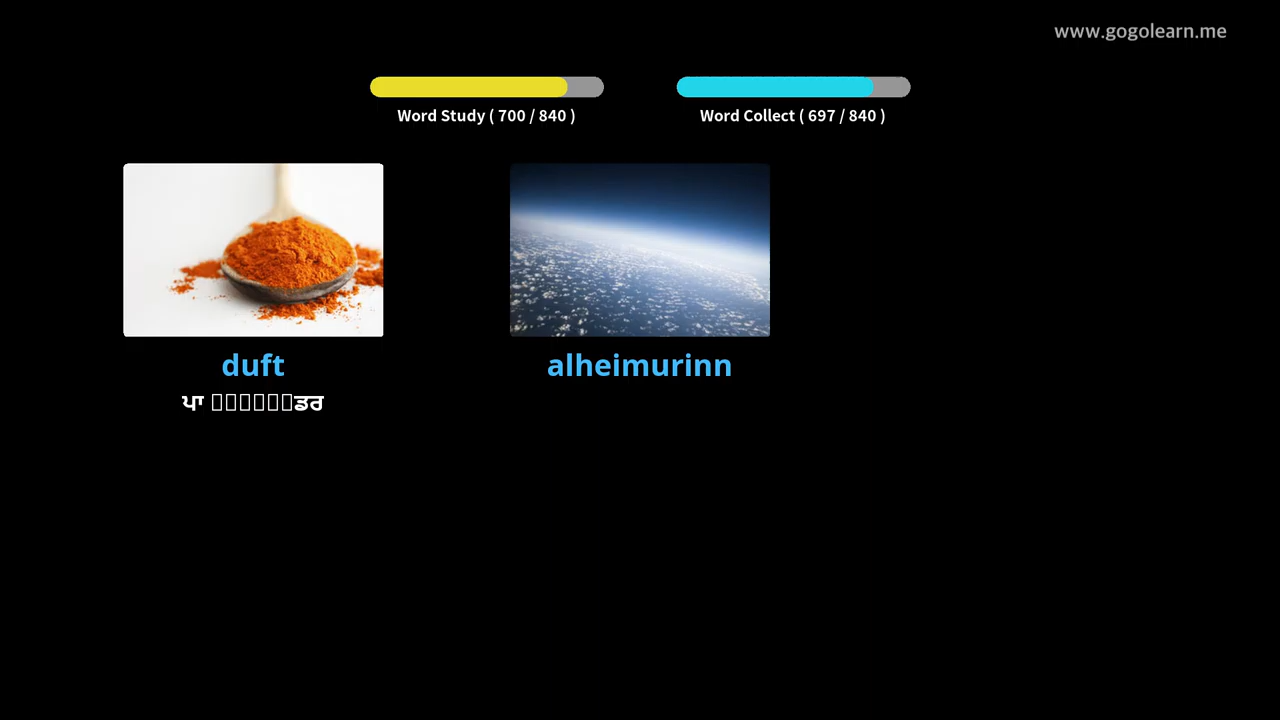 www.gogolearn.me
Word Study ( 700 / 840 )
Word Collect ( 697 / 840 )
duft
alheimurinn
ਪਾ